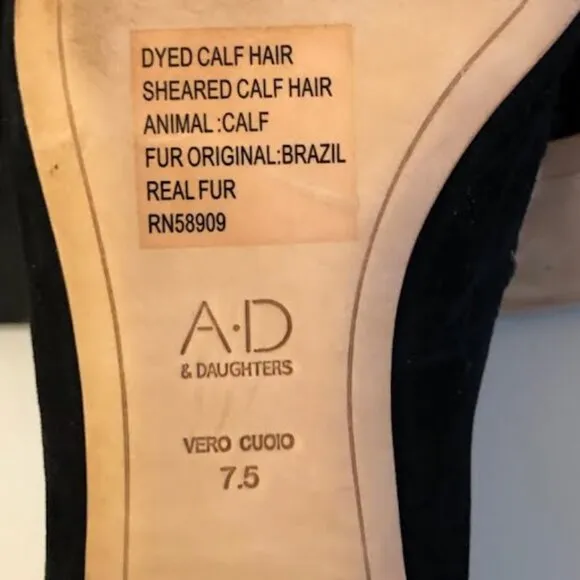 DYED CALF HAIR
SHEARED CALF HAIR
ANIMAL :CALF
FUR ORIGINAL:BRAZIL
REAL FUR
RN58909
A·D
& DAUGHTERS
VERO CUOIO
7.5